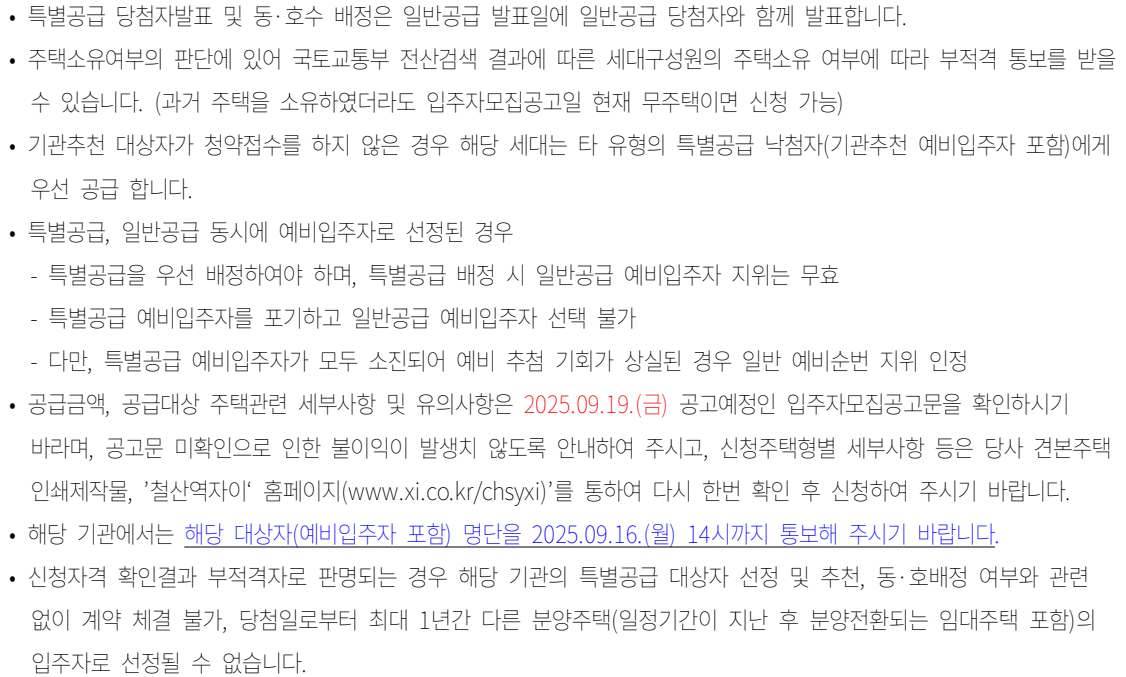 • 특별공급 당첨자발표 및 동·호수 배정은 일반공급 발표일에 일반공급 당첨자와 함께 발표합니다.
• 주택소유여부의 판단에 있어 국토교통부 전산검색 결과에 따른 세대구성원의 주택소유 여부에 따라 부적격 통보를 받을
수 있습니다. (과거 주택을 소유하였더라도 입주자모집공고일 현재 무주택이면 신청 가능)
• 기관추천 대상자가 청약접수를 하지 않은 경우 해당 세대는 타 유형의 특별공급 낙첨자(기관추천 예비입주자 포함)에게
우선 공급 합니다.
• 특별공급, 일반공급 동시에 예비입주자로 선정된 경우
- 특별공급을 우선 배정하여야 하며, 특별공급 배정 시 일반공급 예비입주자 지위는 무효
- 특별공급 예비입주자를 포기하고 일반공급 예비입주자 선택 불가
- 다만, 특별공급 예비입주자가 모두 소진되어 예비 추첨 기회가 상실된 경우 일반 예비순번 지위 인정
• 공급금액, 공급대상 주택관련 세부사항 및 유의사항은 2025.09.19.(금) 공고예정인 입주자모집공고문을 확인하시기
바라며, 공고문 미확인으로 인한 불이익이 발생치 않도록 안내하여 주시고, 신청주택형별 세부사항 등은 당사 견본주택
인쇄제작물, ’철산역자이‘ 홈페이지(www.xi.co.kr/chsyxi)’를 통하여 다시 한번 확인 후 신청하여 주시기 바랍니다.
• 해당 기관에서는 해당 대상자(예비입주자 포함) 명단을 2025.09.16.(월) 14시까지 통보해 주시기 바랍니다.
• 신청자격 확인결과 부적격자로 판명되는 경우 해당 기관의 특별공급 대상자 선정 및 추천, 동·호배정 여부와 관련
없이 계약 체결 불가, 당첨일로부터 최대 1년간 다른 분양주택(일정기간이 지난 후 분양전환되는 임대주택 포함)의
입주자로 선정될 수 없습니다.